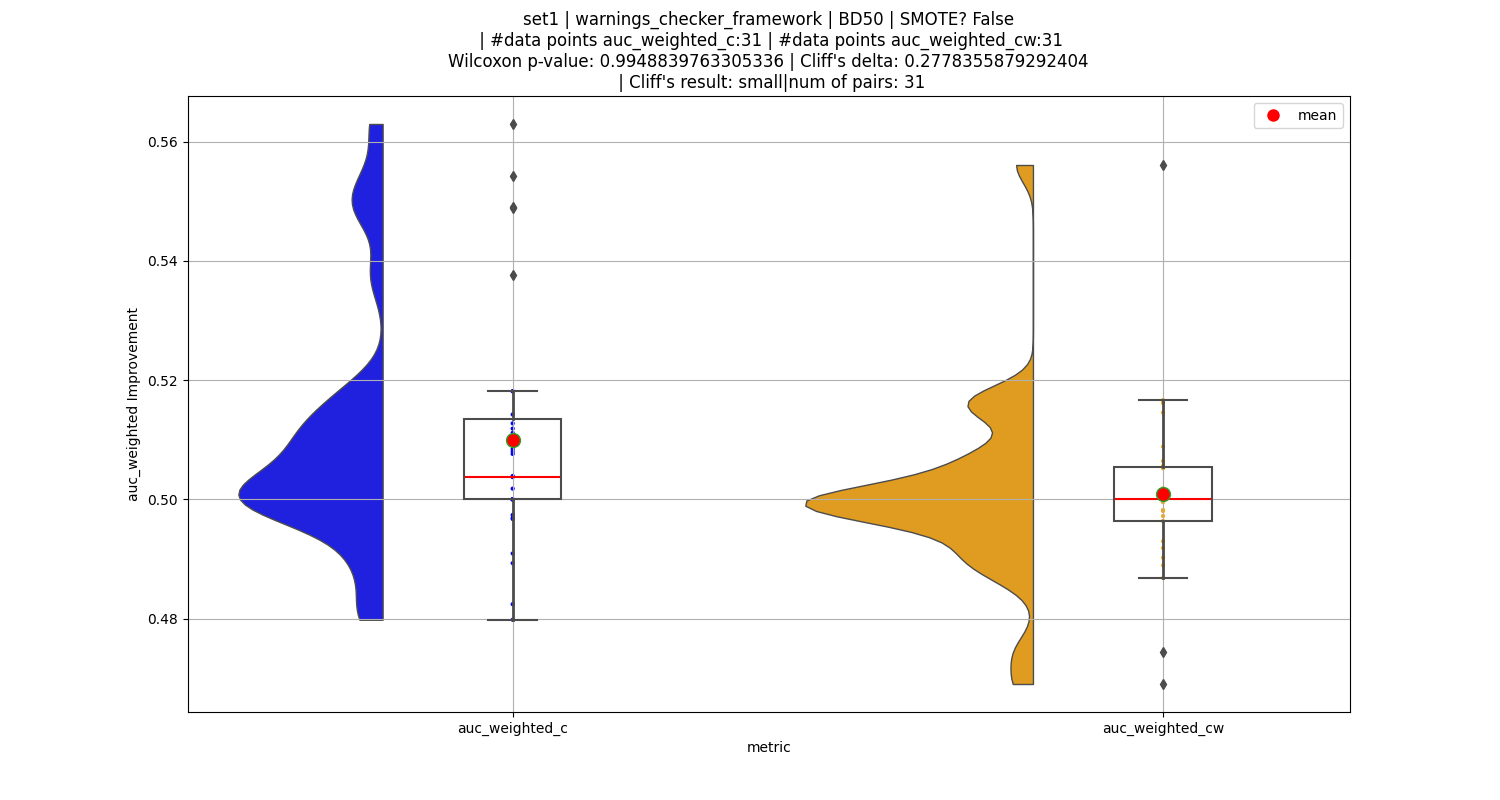 set1 | warnings_checker_framework | BD50 | SMOTE? False
| #data points auc_weighted_c:31 | #data points auc_weighted_cw:31
Wilcoxon p-value: 0.9948839763305336 | Cliff's delta: 0.2778355879292404
| Cliff's result: small|num of pairs: 31
mean
0.56
0.54
0.52
0.50
0.48
auc_weighted Improvement
auc_weighted_c
auc_weighted_cw
metric